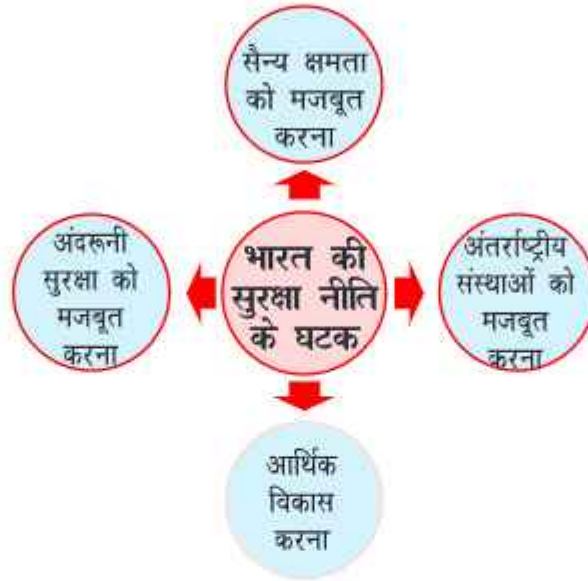 सैन्य क्षमता
को मजबूत
करना
अंदरूनी
सुरक्षा को
मजबूत
करना
भारत की
सुरक्षा नीति
के घटक
अंतर्राष्ट्रीय
संस्थाओं को
मजबूत
करना
आर्थिक
विकास
करना